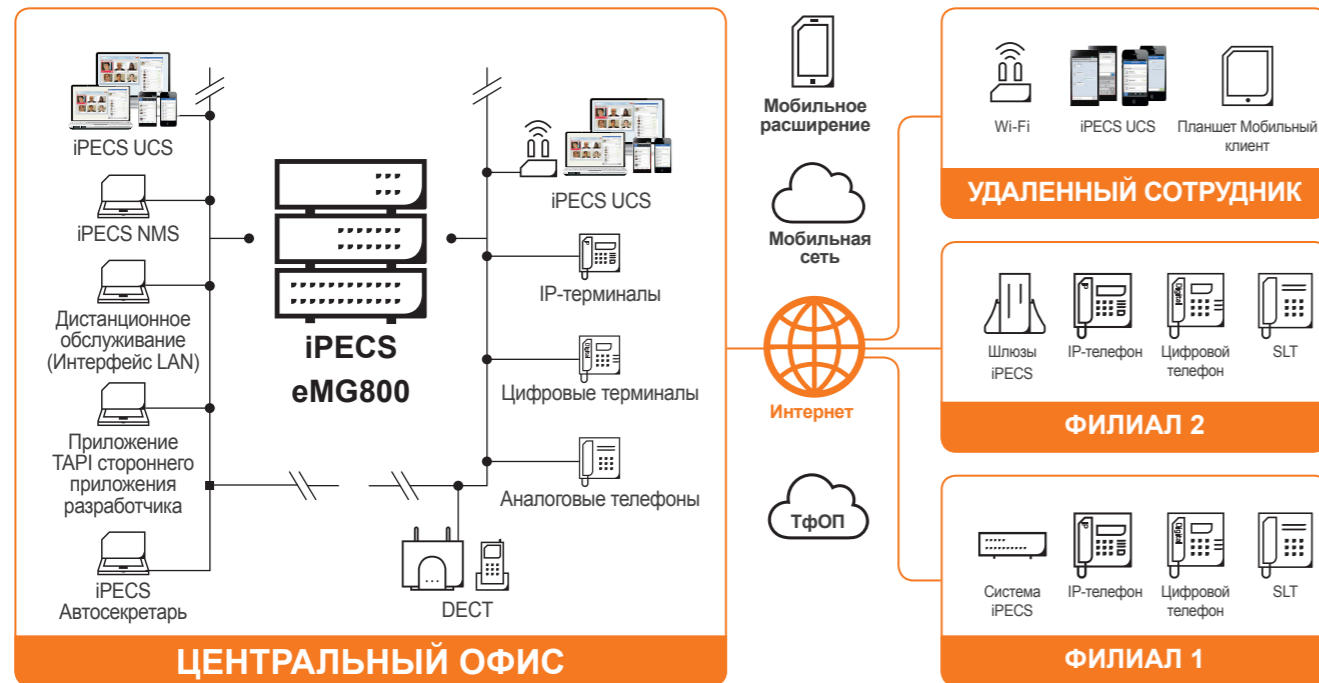 iPECS UCS
iPECS NMS
Дистанционное
обслуживание
(Интерфейс LAN)
Приложение
TAPI стороннего
приложения
разработчика
iPECS
Автосекретарь
iPECS
eMG800
iPECS UCS
IP-терминалы
Digital
Цифровые терминалы
Аналоговые телефоны
DECT
ЦЕНТРАЛЬНЫЙ ОФИС
Мобильное
расширение
Мобильная
сеть
Интернет
ТфОП
Wi-Fi
iPECS UCS
Планшет Мобильный
клиент
УДАЛЕННЫЙ СОТРУДНИК
Шлюзы
iPECS
IP-телефон
Digital
Цифровой
телефон
SLT
ФИЛИАЛ 2
Система
iPECS
IP-телефон
Digital
Цифровой
телефон
SLT
ФИЛИАЛ 1